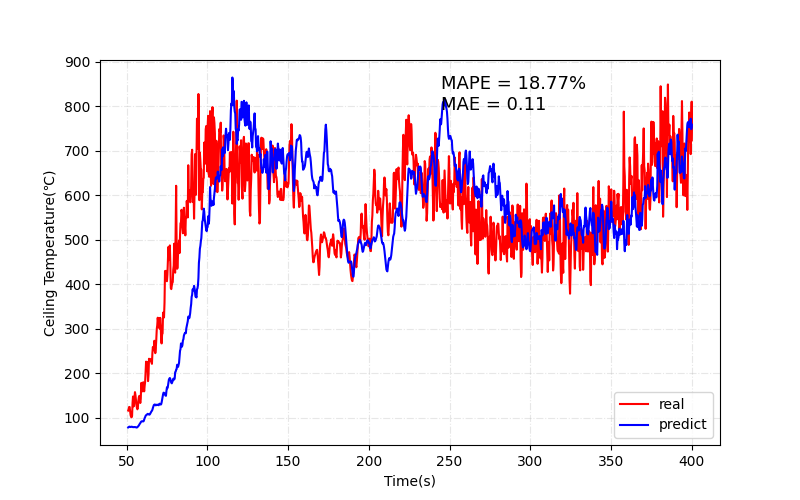 900
800
700
600
500
400
300
200
100
Ceiling Temperature(℃)
MAPE = 18.77%
MAE = 0.11
real
predict
50
100
150
200
250
300
350
400
Time(s)